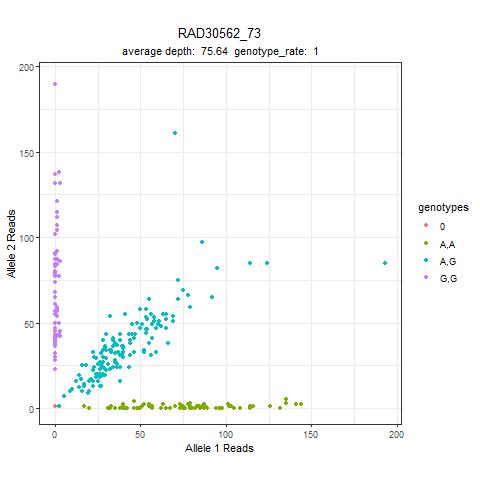 RAD30562_73
average depth: 75.64 genotype_rate: 1
200
150
100
50
0
Allele 2 Reads
0 50 100 150 200
Allele 1 Reads
genotypes
0
A,A
A,G
G,G